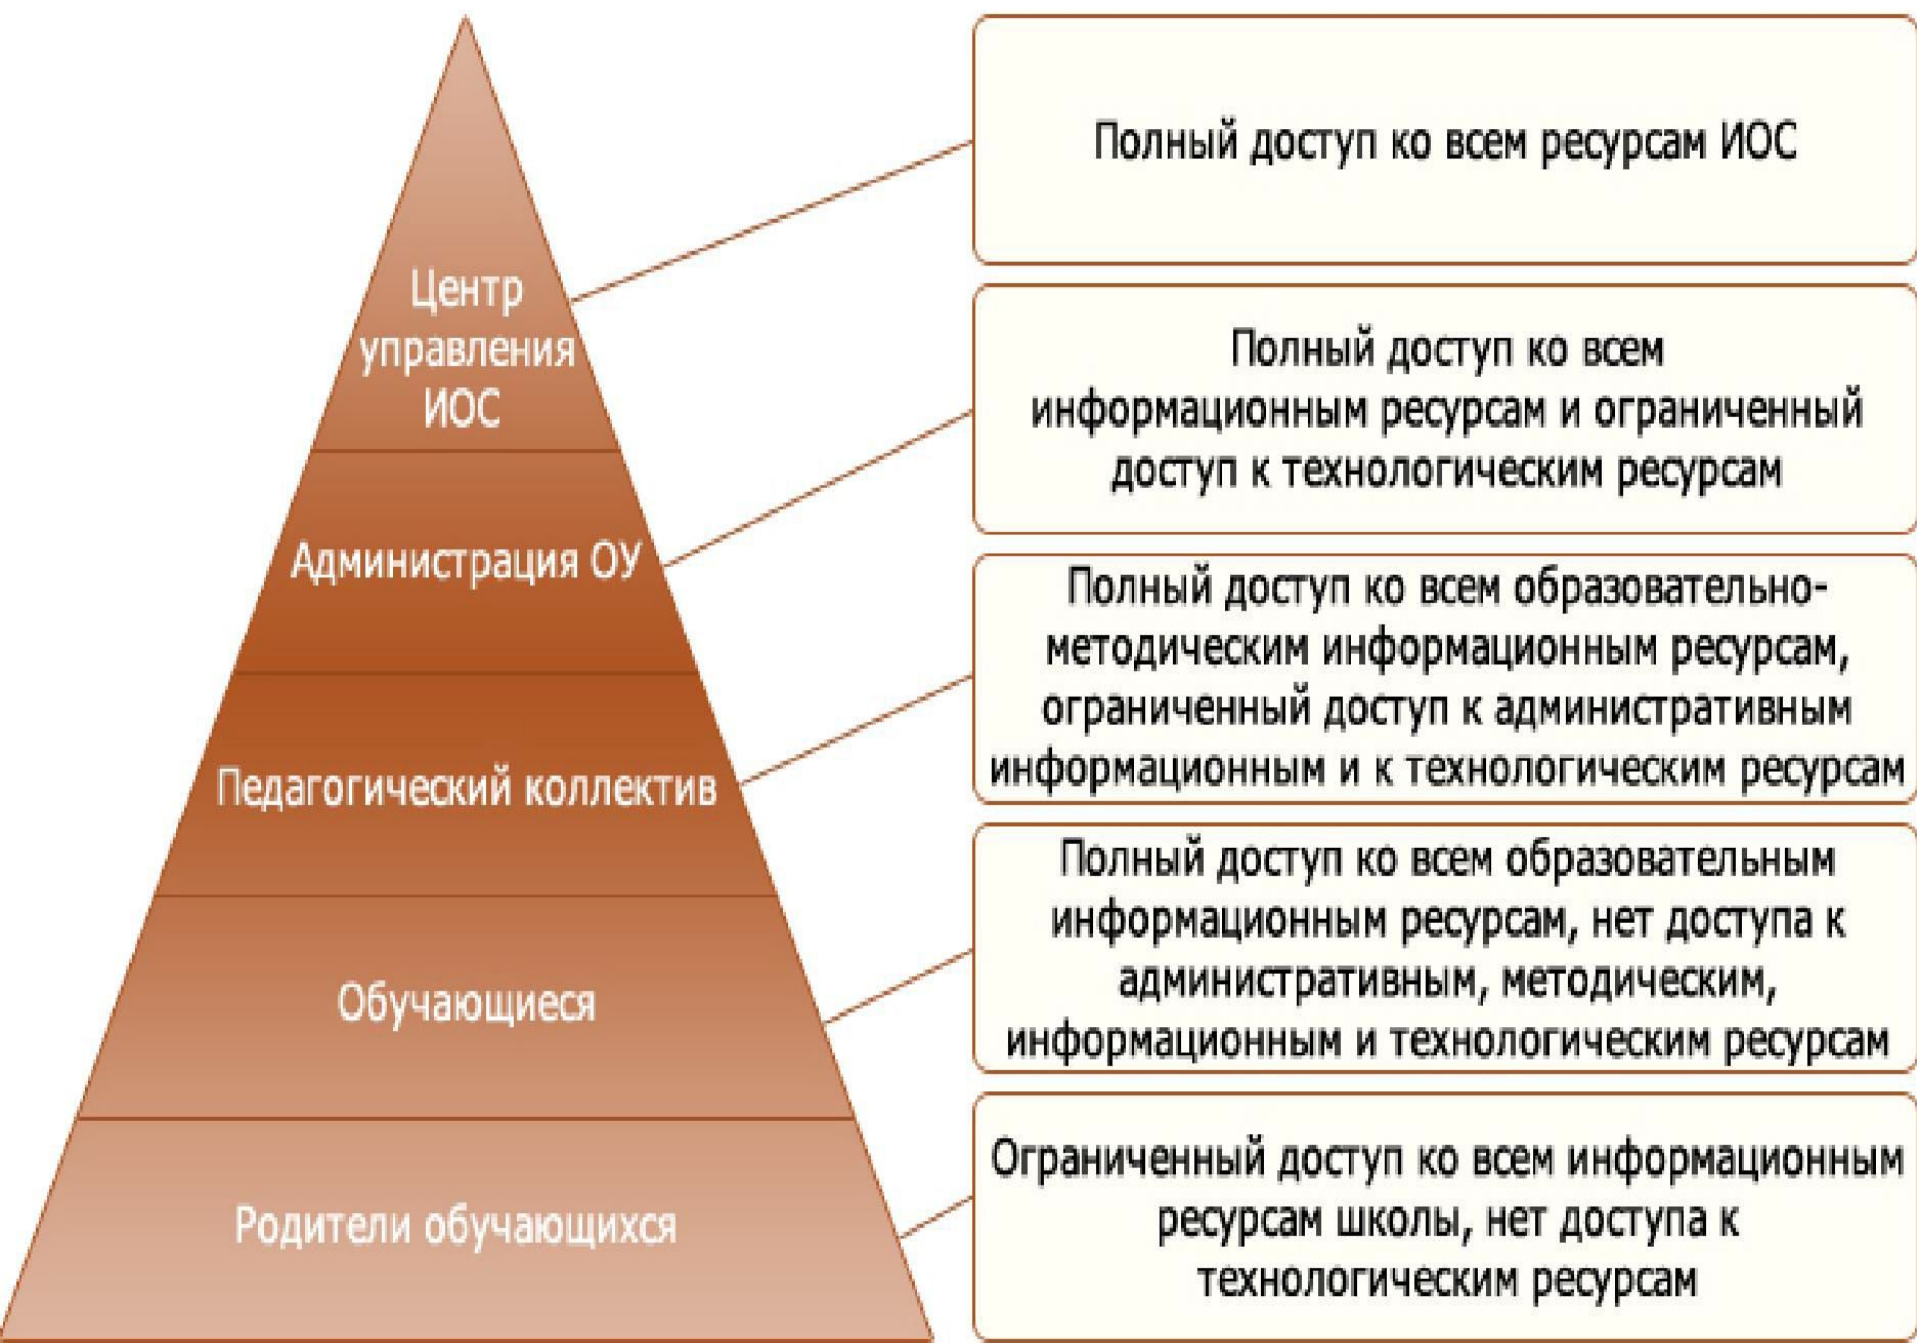 Центр
управления
ИОС
Полный доступ ко всем ресурсам ИОС
Администрация ОУ
Полный доступ ко всем
информационным ресурсам и ограниченный
доступ к технологическим ресурсам
Педагогический коллектив
Полный доступ ко всем образовательно-
методическим информационным ресурсам,
ограниченный доступ к административным
информационным и к технологическим ресурсам
Обучающиеся
Полный доступ ко всем образовательным
информационным ресурсам, нет доступа к
административным, методическим,
информационным и технологическим ресурсам
Родители обучающихся
Ограниченный доступ ко всем информационным
ресурсам школы, нет доступа к
технологическим ресурсам